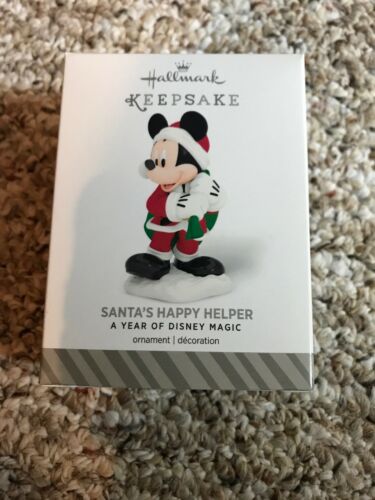 Hallmark
KEEPSAKE
SANTA'S HAPPY HELPER
A YEAR OF DISNEY MAGIC
ornament | décoration